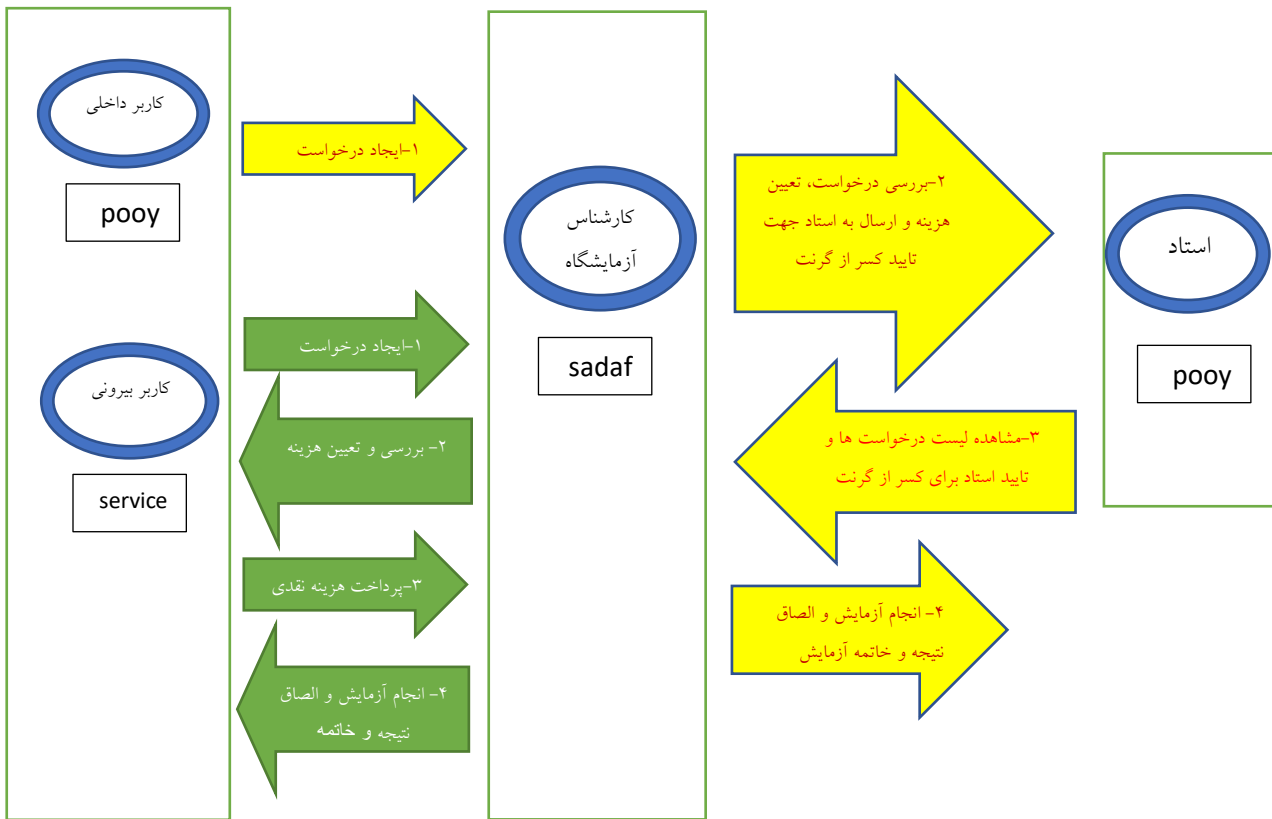 کاربر داخلی
pooy
۱-ایجاد درخواست
کارشناس
آزمایشگاه
sadaf
۲-بررسی درخواست، تعیین
هزینه و ارسال به استاد جهت
تایید کسر از گرنت
استاد
pooy
۳-مشاهده لیست درخواست ها و
تایید استاد برای کسر از گرنت
۴- انجام آزمایش و الصاق
نتیجه و خاتمه آزمایش
کاربر بیرونی
service
۱-ایجاد درخواست
۲- بررسی و تعیین هزینه
۳-پرداخت هزینه نقدی
۴- انجام آزمایش و الصاق
نتیجه و خاتمه